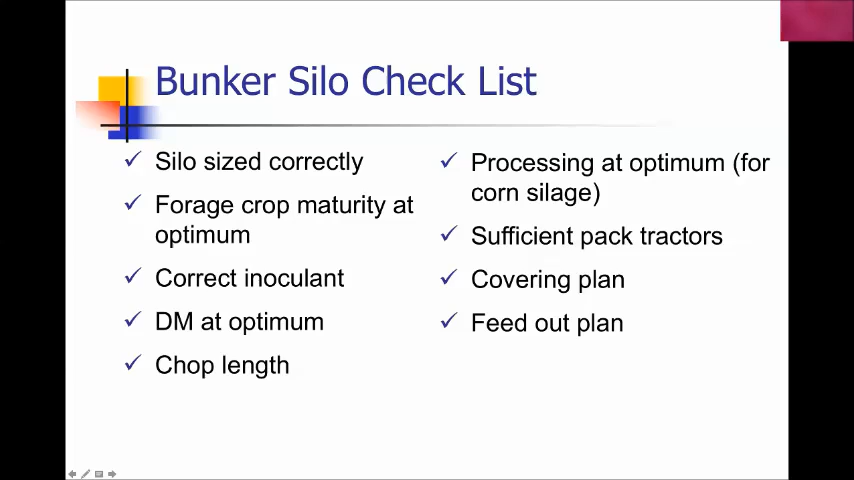 Bunker Silo Check List
Silo sized correctly
Forage crop maturity at
optimum
Correct inoculant
DM at optimum
Chop length
Processing at optimum (for
corn silage)
Sufficient pack tractors
Covering plan
Feed out plan